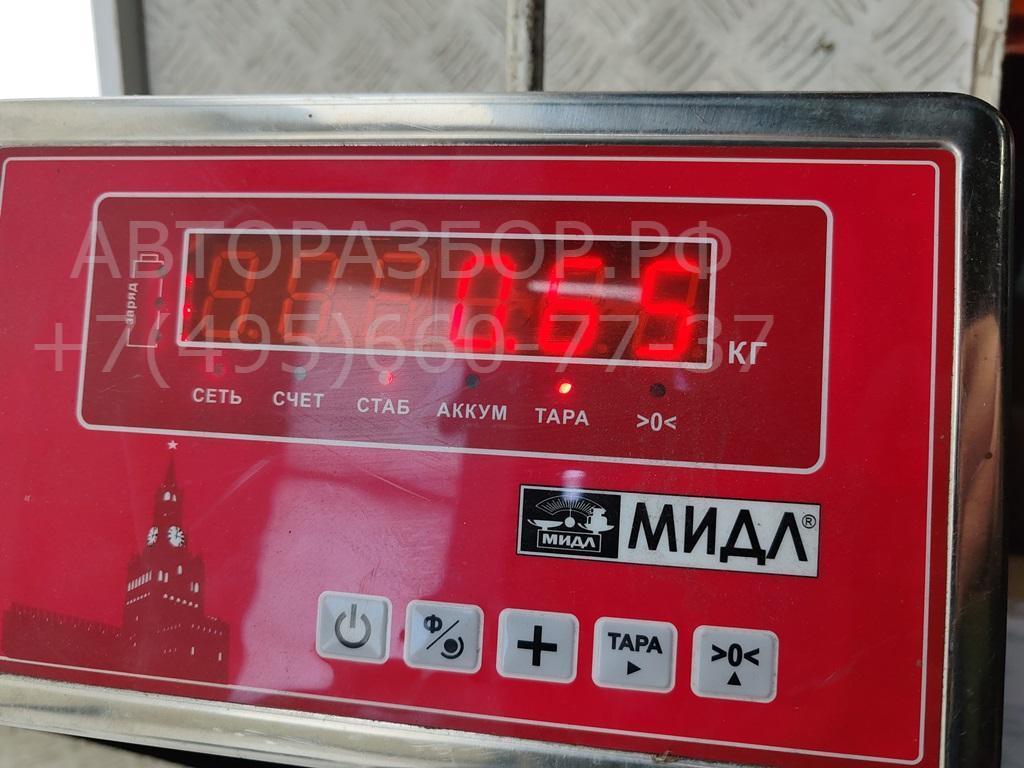 АВТОРАЗБОР.РФ
+7(495)660-77-37
заряд
0.65
КГ
СЕТЬ СЧЕТ СТАБ АККУМ ТАРА >0<
МИДЛ МИДЛ®
Ф
ТАРА >0<